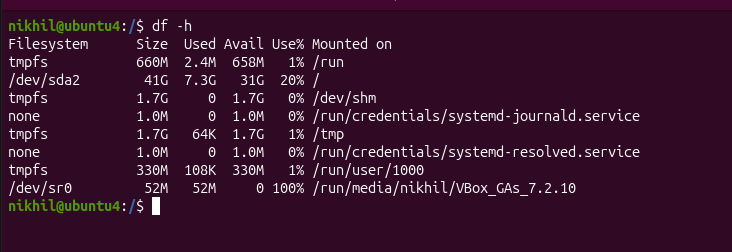 nikhil@ubuntu4:/$ df -h
Filesystem      Size  Used Avail Use% Mounted on
tmpfs           660M  2.4M  658M   1% /run
/dev/sda2        41G  7.3G   31G  20% /
tmpfs           1.7G     0  1.7G   0% /dev/shm
none            1.0M     0  1.0M   0% /run/credentials/systemd-journald.service
tmpfs           1.7G   64K  1.7G   1% /tmp
none            1.0M     0  1.0M   0% /run/credentials/systemd-resolved.service
tmpfs           330M  108K  330M   1% /run/user/1000
/dev/sr0         52M   52M     0 100% /run/media/nikhil/VBox_GAs_7.2.10
nikhil@ubuntu4:/$